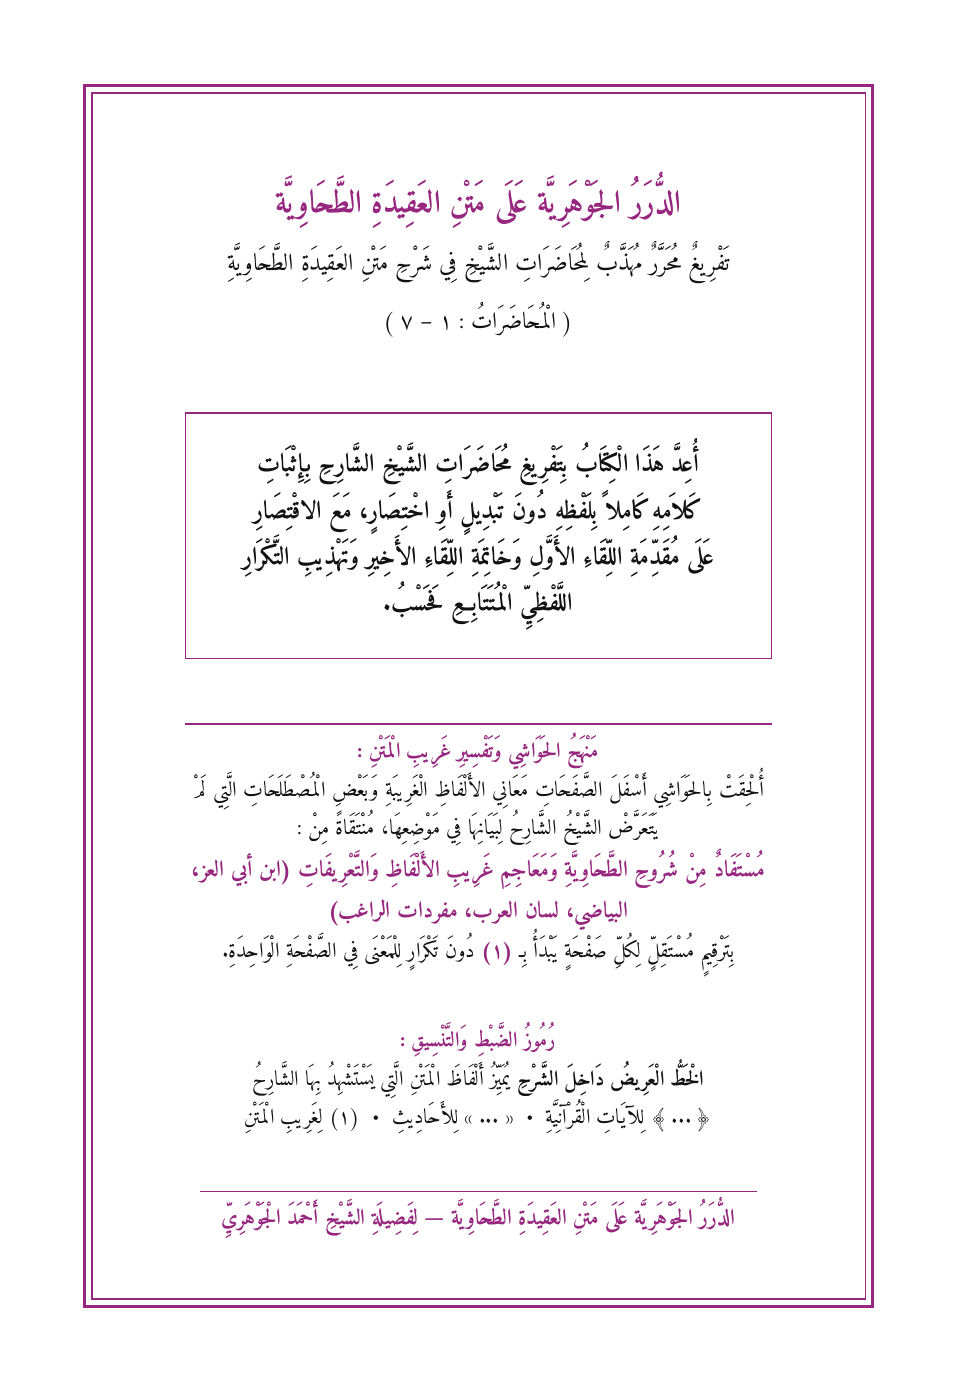 الدُّرَرُ الجَوْهَرِيَّة عَلَى مَتْنِ العَقِيدَةِ الطَّحَاوِيَّة
تَفْرِيغٌ مُحَرَّرٌ مُهَذَّبٌ لِمُحَاضَرَاتِ الشَّيْخِ فِي شَرْحِ مَتْنِ العَقِيدَةِ الطَّحَاوِيَّةِ
( الْمُحَاضَرَاتُ : ١ – ٧ )
أُعِدَّ هَذَا الْكِتَابُ بِتَفْرِيغِ مُحَاضَرَاتِ الشَّيْخِ الشَّارِحِ بِإِثْبَاتِ
كَلَامِهِ كَامِلاً بِلَفْظِهِ دُونَ تَبْدِيلٍ أَوِ اخْتِصَارٍ، مَعَ الاقْتِصَارِ
عَلَى مُقَدِّمَةِ اللِّقَاءِ الأَوَّلِ وَخَاتِمَةِ اللِّقَاءِ الأَخِيرِ وَتَهْذِيبِ التَّكْرَارِ
اللَّفْظِيِّ الْمُتَتَابِعِ فَحَسْبُ.
مَنْهَجُ الحَوَاشِي وَتَفْسِيرِ غَرِيبِ الْمَتْنِ :
أُلْحِقَتْ بِالحَوَاشِي أَسْفَلَ الصَّفَحَاتِ مَعَانِي الأَلْفَاظِ الْغَرِيبَةِ وَبَعْضِ الْمُصْطَلَحَاتِ الَّتِي لَمْ
يَتَعَرَّضْ الشَّيْخُ الشَّارِحُ لِبَيَانِهَا فِي مَوْضِعِهَا، مُنْتَقَاةً مِنْ :
مُسْتَفَادٌ مِنْ شُرُوحِ الطَّحَاوِيَّةِ وَمَعَاجِمِ غَرِيبِ الأَلْفَاظِ وَالتَّعْرِيفَاتِ (ابن أبي العز،
البياضي، لسان العرب، مفردات الراغب)
بِتَرْقِيمٍ مُسْتَقِلٍّ لِكُلِّ صَفْحَةٍ يَبْدَأُ بِـ (١) دُونَ تَكْرَارٍ لِلْمَعْنَى فِي الصَّفْحَةِ الْوَاحِدَةِ.
رُمُوزُ الضَّبْطِ وَالتَّنْسِيقِ :
الْخَطُّ الْعَرِيضُ دَاخِلَ الشَّرْحِ يُمَيِّزُ أَلْفَاظَ الْمَتْنِ الَّتِي يَسْتَشْهِدُ بِهَا الشَّارِحُ
﴿ ... ﴾ لِلآيَاتِ الْقُرْآنِيَّةِ • « ... » لِلأَحَادِيثِ • (١) لِغَرِيبِ الْمَتْنِ
الدُّرَرُ الجَوْهَرِيَّة عَلَى مَتْنِ العَقِيدَةِ الطَّحَاوِيَّة — لِفَضِيلَةِ الشَّيْخِ أَحْمَدَ الْجَوْهَرِيِّ